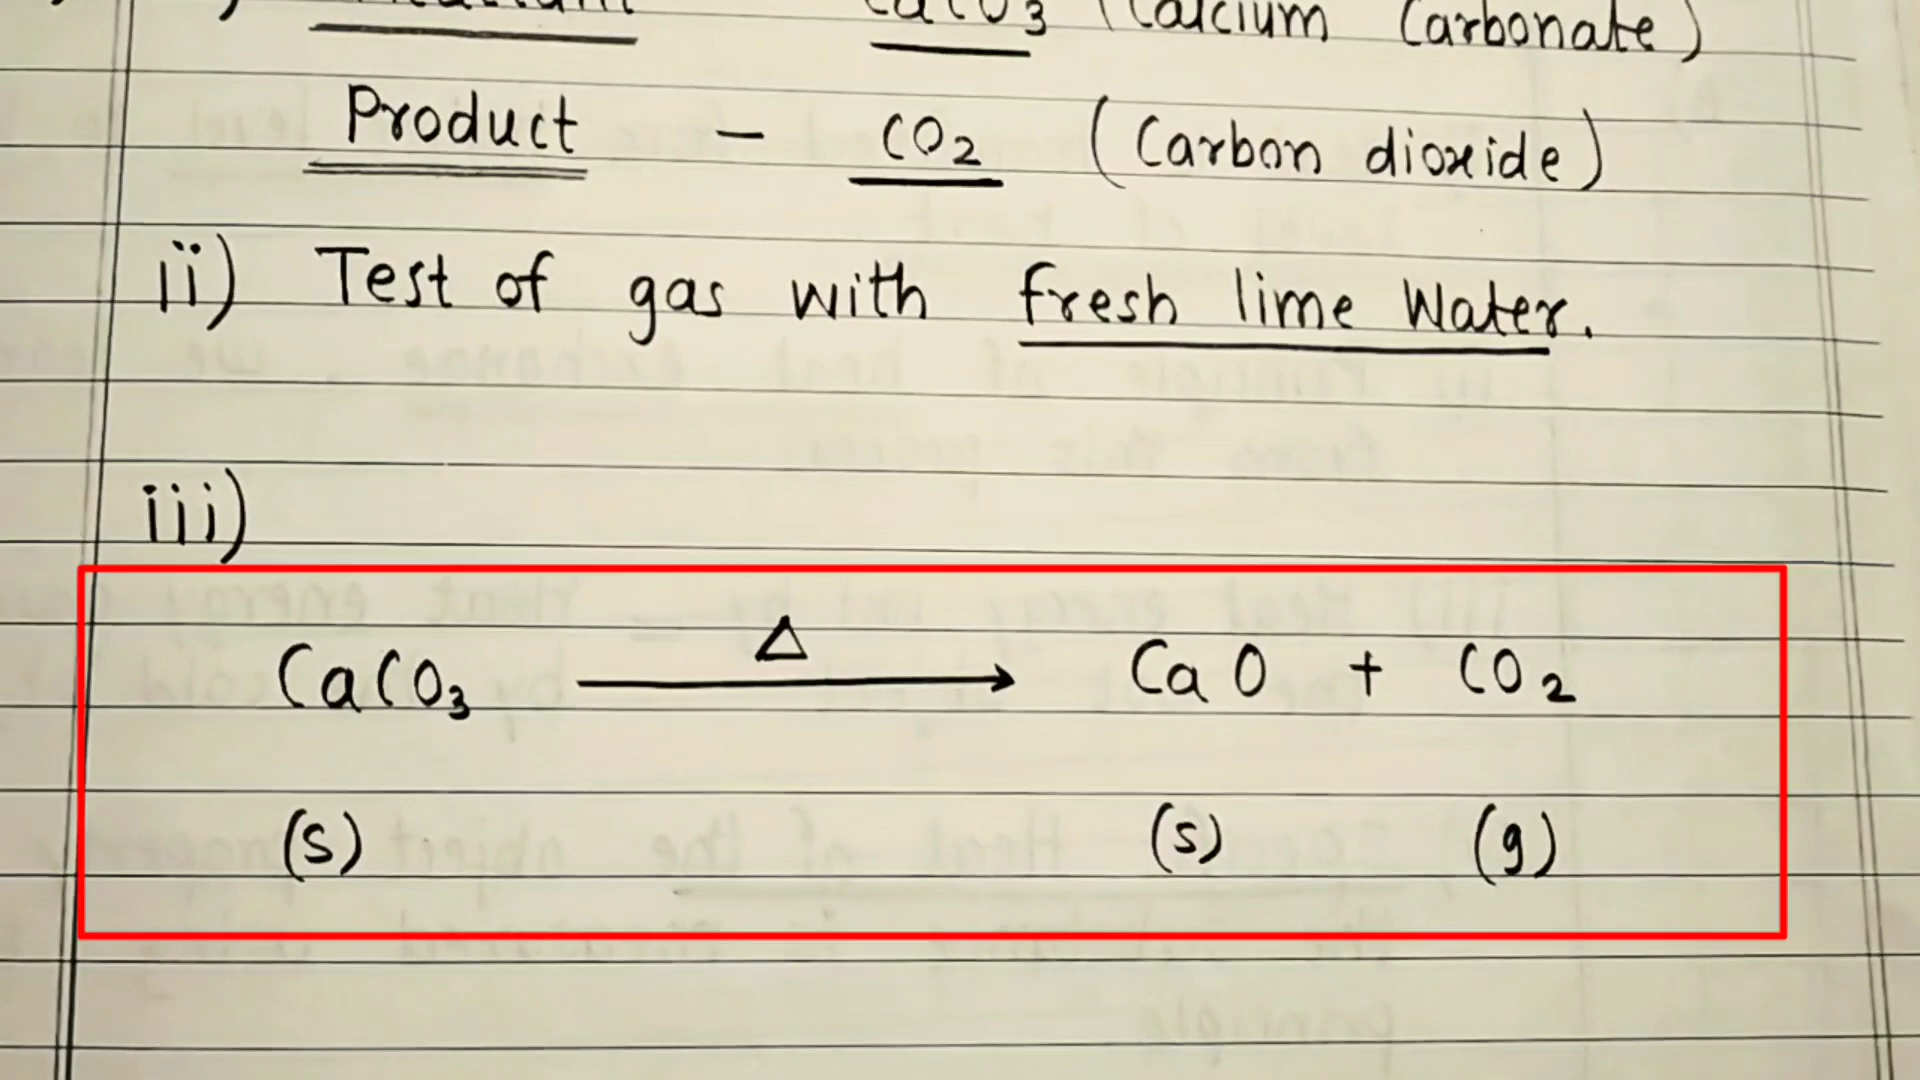 CaCO3 (Calcium Carbonate)
Product - CO2 (Carbon dioxide)
ii) Test of gas with fresh lime Water.
iii)
CaCO3 Δ→ CaO + CO2
(s) (s) (g)